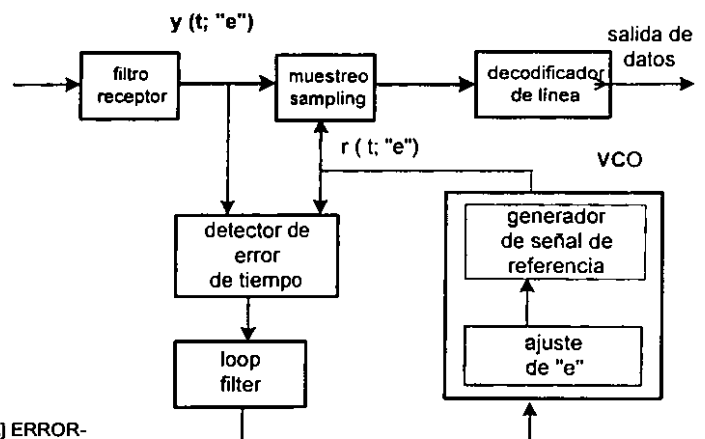 y (t; "e")
salida de
datos
filtro
receptor
muestreo
sampling
decodificador
de línea
r ( t; "e")
VCO
detector de
error
de tiempo
generador
de señal de
referencia
loop
filter
ajuste
de "e"
] ERROR-